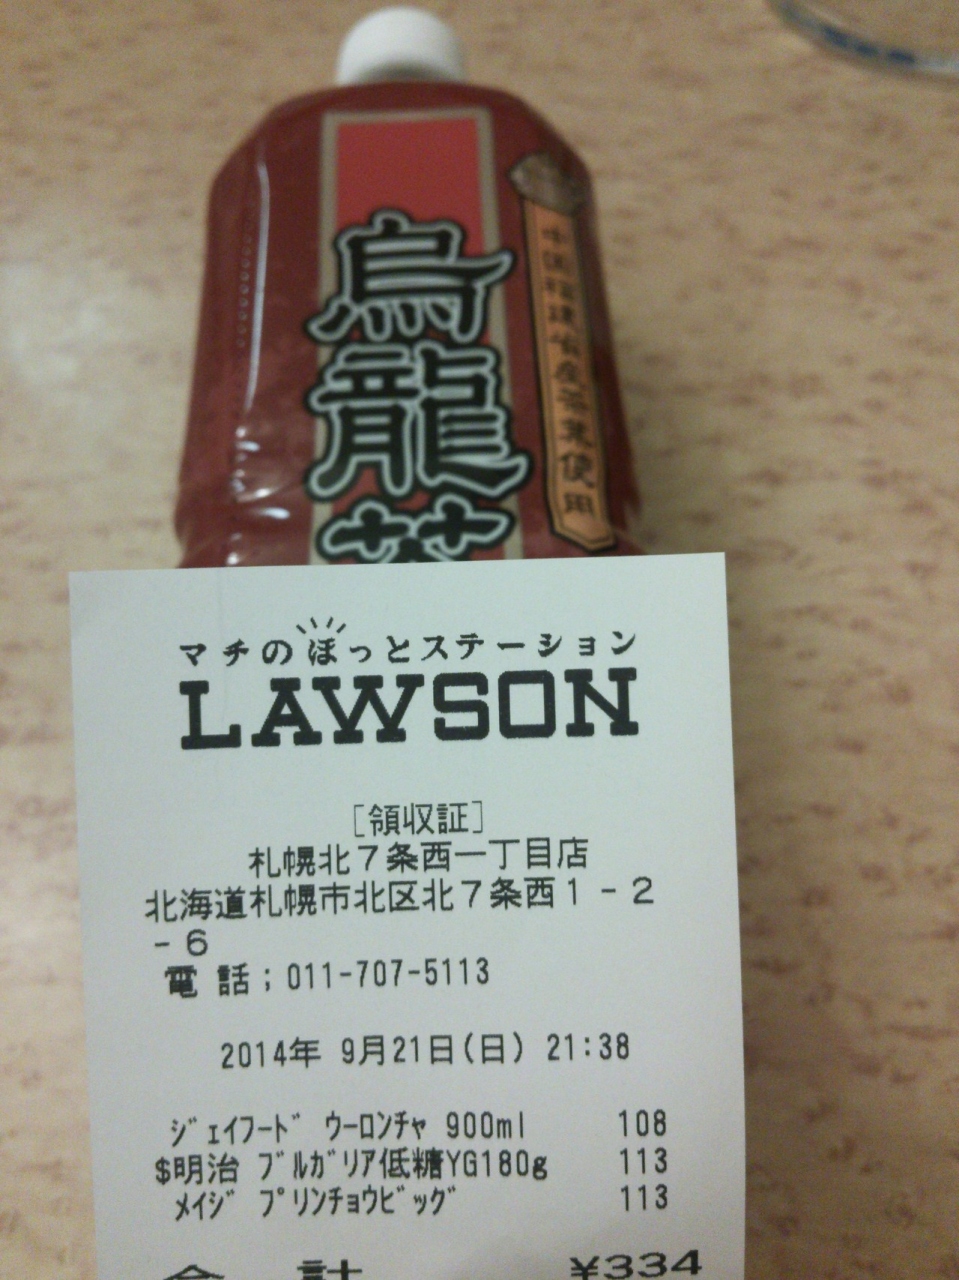 烏龍茶
中国福建省産茶葉使用
マチのほっとステーション
LAWSON
[領収証]
札幌北7条西一丁目店
北海道札幌市北区北7条西1-2
-6
電話;011-707-5113
2014年 9月21日(日) 21:38
ジェイフード ウーロンチャ 900ml 108
$明治 ブルガリア低糖YG180g 113
メイジ プリンチョウビッグ 113
合計 ¥334